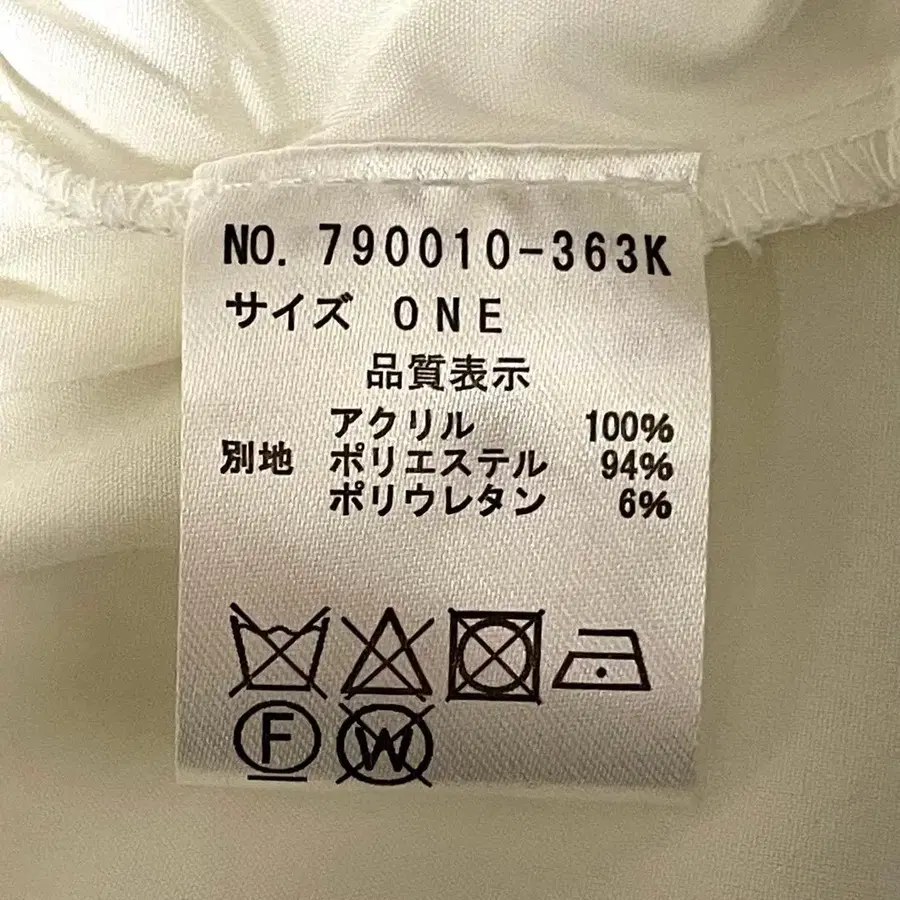 NO. 790010-363K
サイズ ONE
品質表示
アクリル 100%
別地 ポリエステル 94%
ポリウレタン 6%
F
W